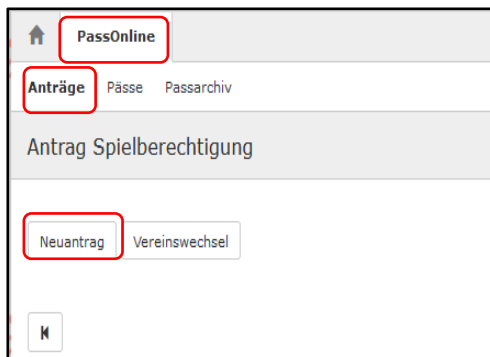 PassOnline
Anträge Pässe Passarchiv
Antrag Spielberechtigung
Neuantrag Vereinswechsel